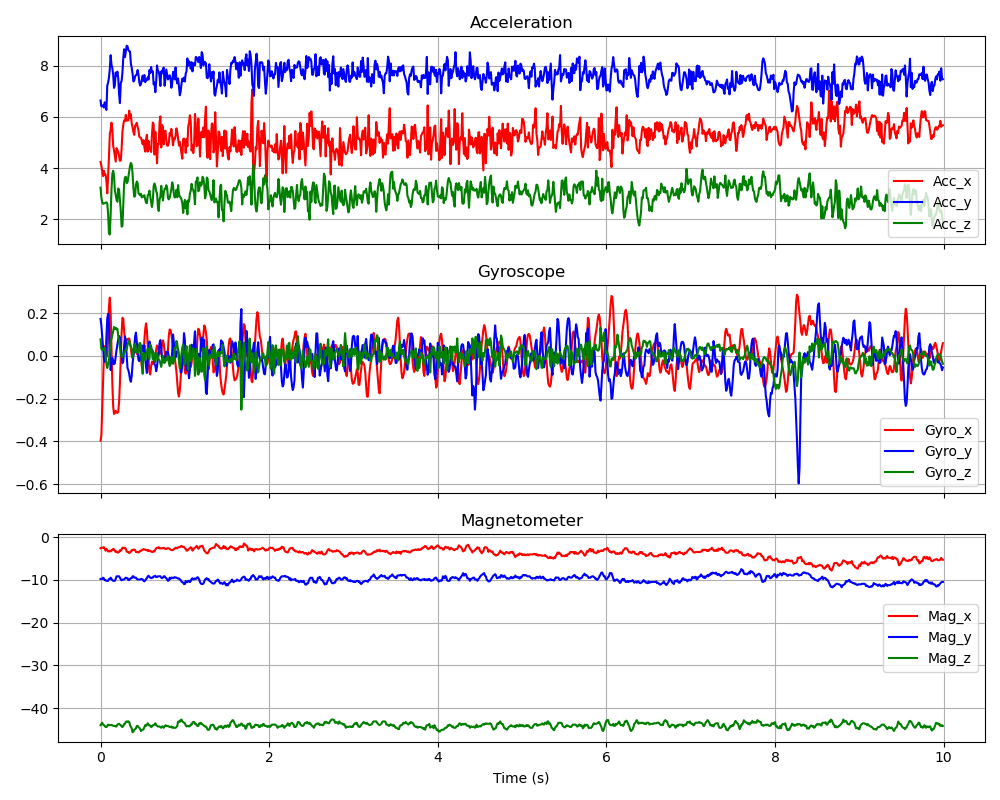 Acceleration
8
6
4
2
Acc_x
Acc_y
Acc_z
Gyroscope
0.2
0.0
−0.2
−0.4
−0.6
Gyro_x
Gyro_y
Gyro_z
Magnetometer
0
−10
−20
−30
−40
Mag_x
Mag_y
Mag_z
0 2 4 6 8 10
Time (s)